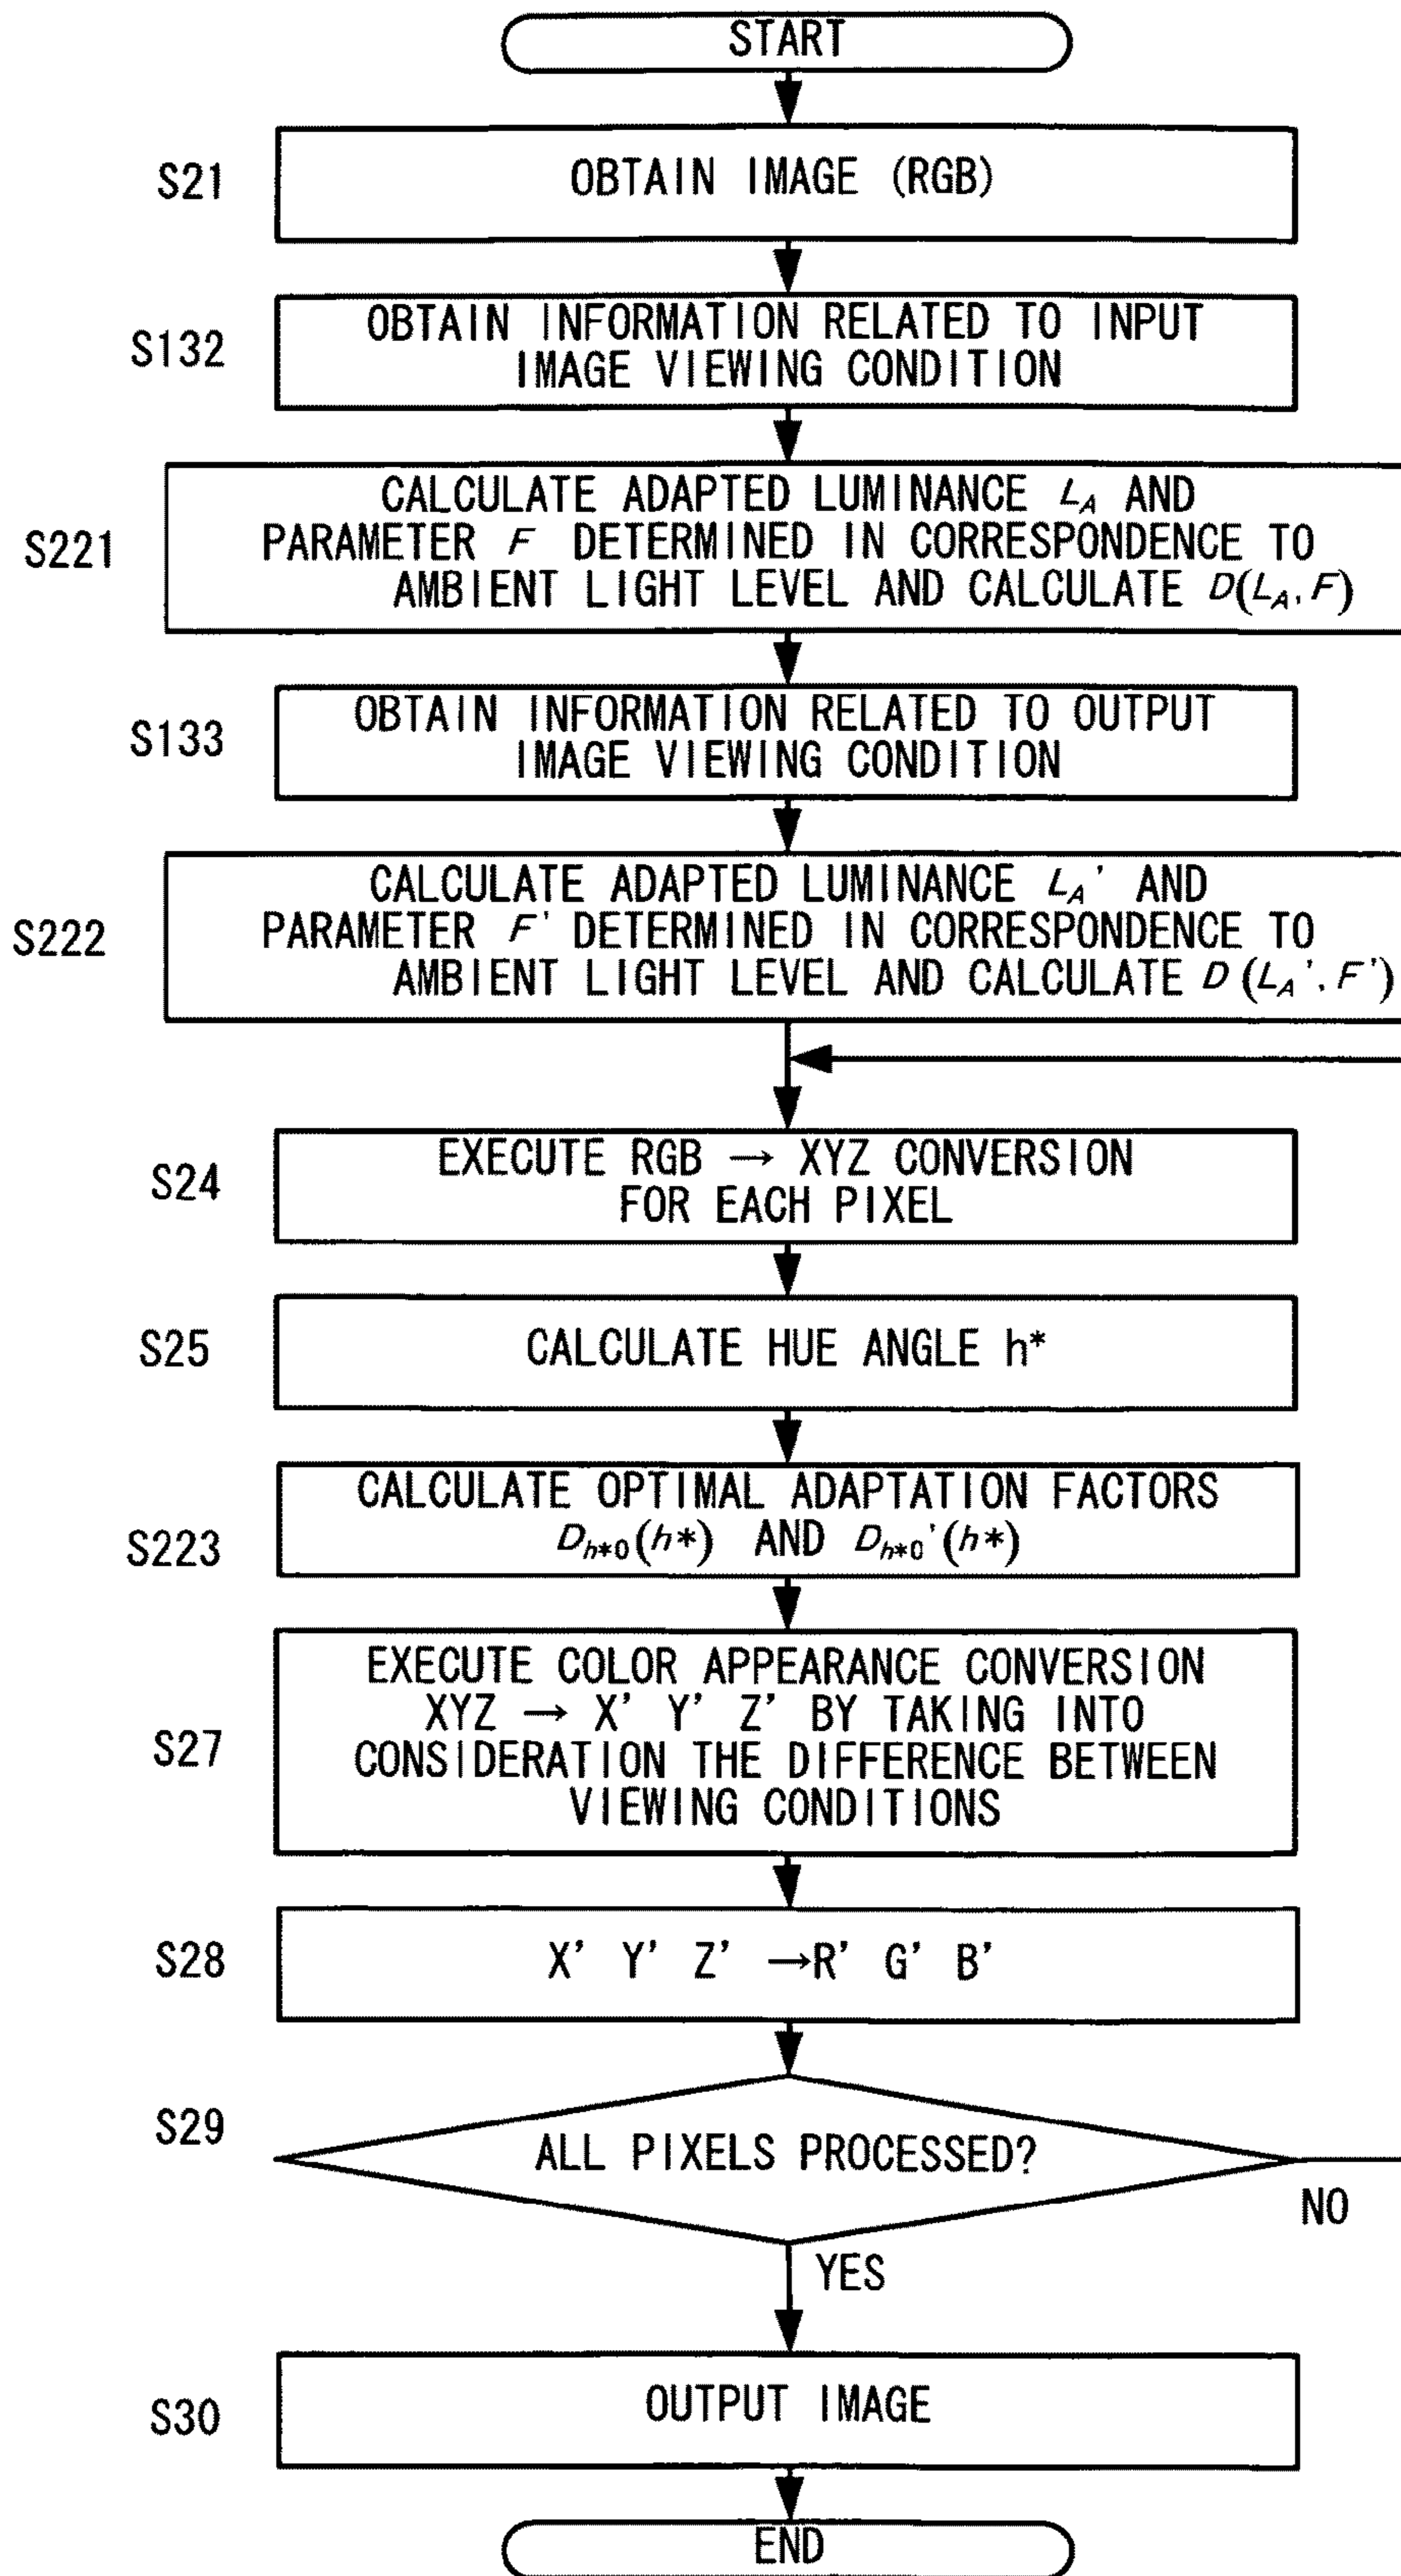 START
S21
OBTAIN IMAGE (RGB)
S132
OBTAIN INFORMATION RELATED TO INPUT
IMAGE VIEWING CONDITION
S221
CALCULATE ADAPTED LUMINANCE L_A AND
PARAMETER F DETERMINED IN CORRESPONDENCE TO
AMBIENT LIGHT LEVEL AND CALCULATE D(L_A, F)
S133
OBTAIN INFORMATION RELATED TO OUTPUT
IMAGE VIEWING CONDITION
S222
CALCULATE ADAPTED LUMINANCE L_A' AND
PARAMETER F' DETERMINED IN CORRESPONDENCE TO
AMBIENT LIGHT LEVEL AND CALCULATE D(L_A', F')
S24
EXECUTE RGB → XYZ CONVERSION
FOR EACH PIXEL
S25
CALCULATE HUE ANGLE h*
S223
CALCULATE OPTIMAL ADAPTATION FACTORS
D_h*0(h*) AND D_h*0'(h*)
S27
EXECUTE COLOR APPEARANCE CONVERSION
XYZ → X' Y' Z' BY TAKING INTO
CONSIDERATION THE DIFFERENCE BETWEEN
VIEWING CONDITIONS
S28
X' Y' Z' →R' G' B'
S29
ALL PIXELS PROCESSED?
NO
YES
S30
OUTPUT IMAGE
END